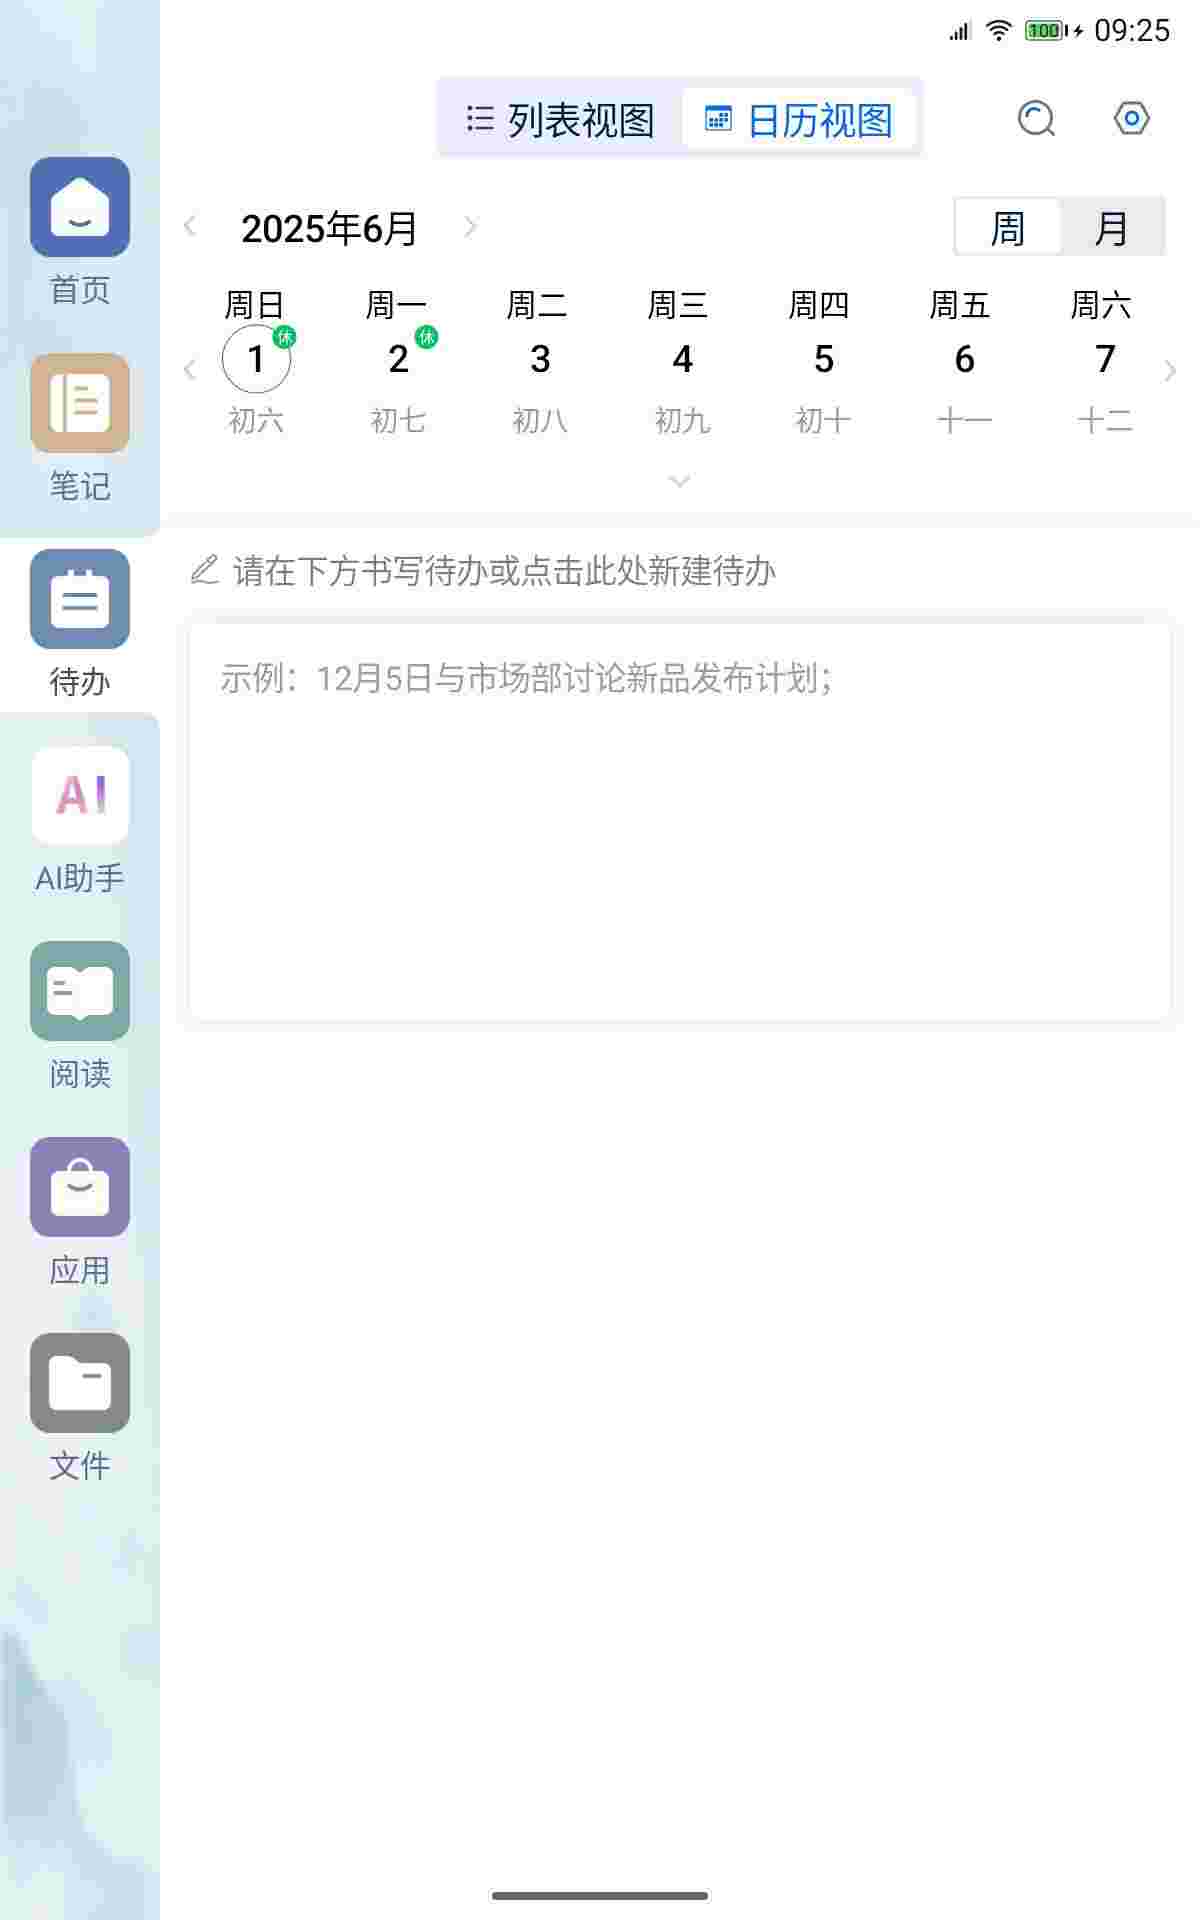 100 09:25
列表视图 日历视图
2025年6月 周 月
周日 周一 周二 周三 周四 周五 周六
1 休 2 休 3 4 5 6 7
初六 初七 初八 初九 初十 十一 十二
请在下方书写待办或点击此处新建待办
示例：12月5日与市场部讨论新品发布计划；
首页
笔记
待办
AI
AI助手
阅读
应用
文件